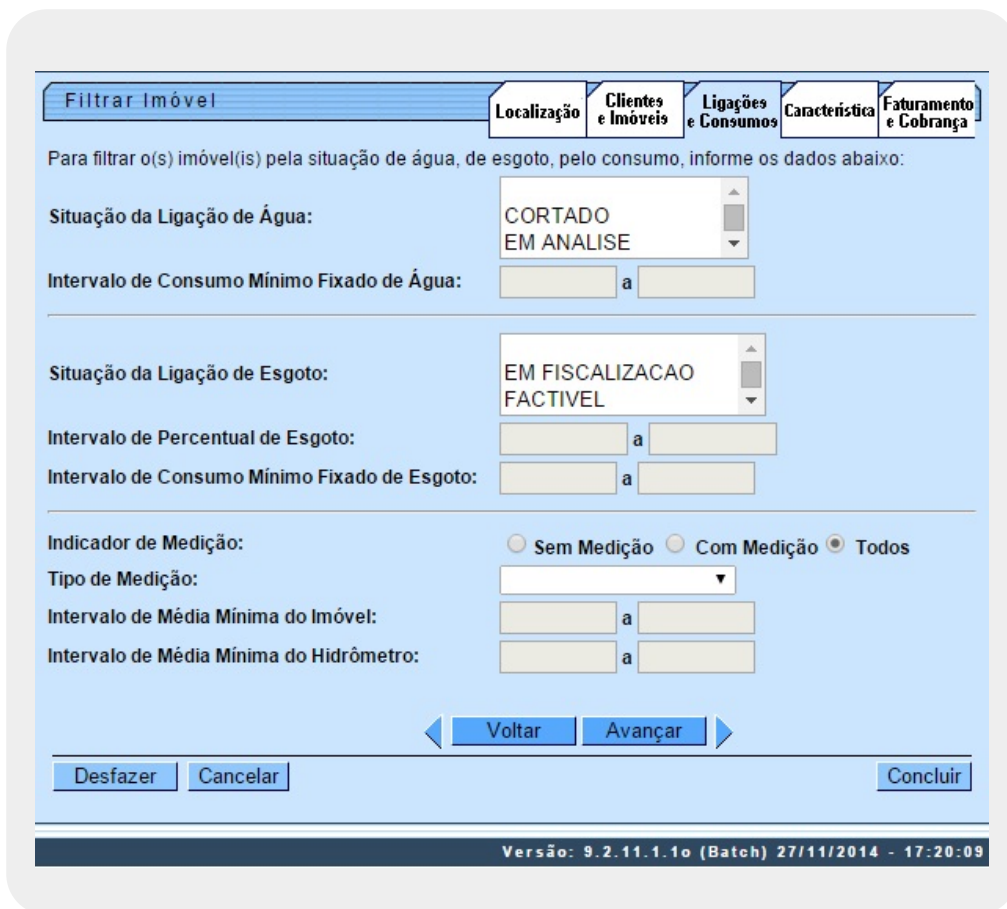 Filtrar Imóvel
Localização
Clientes
e Imóveis
Ligações
e Consumos
Característica
Faturamento
e Cobrança
Para filtrar o(s) imóvel(is) pela situação de água, de esgoto, pelo consumo, informe os dados abaixo:
Situação da Ligação de Água:
CORTADO
EM ANALISE
Intervalo de Consumo Mínimo Fixado de Água: a
Situação da Ligação de Esgoto:
EM FISCALIZACAO
FACTIVEL
Intervalo de Percentual de Esgoto: a
Intervalo de Consumo Mínimo Fixado de Esgoto: a
Indicador de Medição: Sem Medição Com Medição Todos
Tipo de Medição:
Intervalo de Média Mínima do Imóvel: a
Intervalo de Média Mínima do Hidrômetro: a
Voltar Avançar
Desfazer Cancelar Concluir
Versão: 9.2.11.1.1o (Batch) 27/11/2014 - 17:20:09